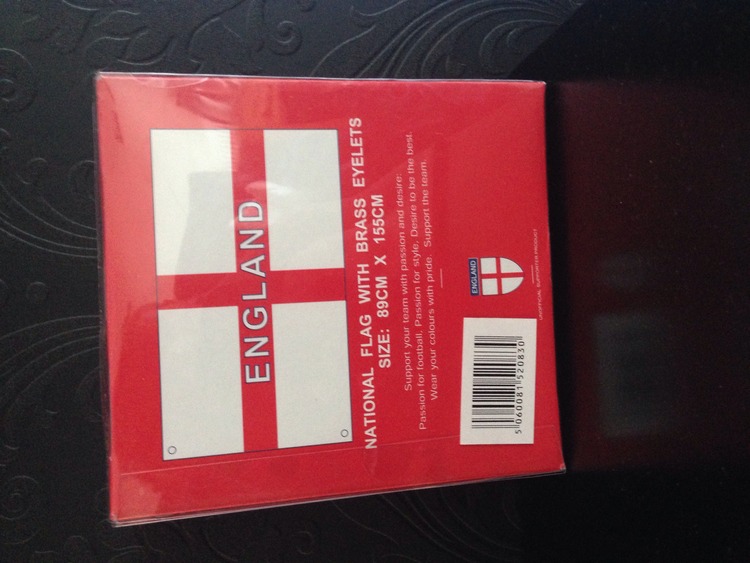 ENGLAND
NATIONAL FLAG WITH BRASS EYELETS
SIZE: 89CM X 155CM
Support your team with passion and desire:
Passion for football, Passion for style, Desire to be the best.
Wear your colours with pride. Support the team.
ENGLAND
UNOFFICIAL SUPPORTER PRODUCT
5 060081 520830